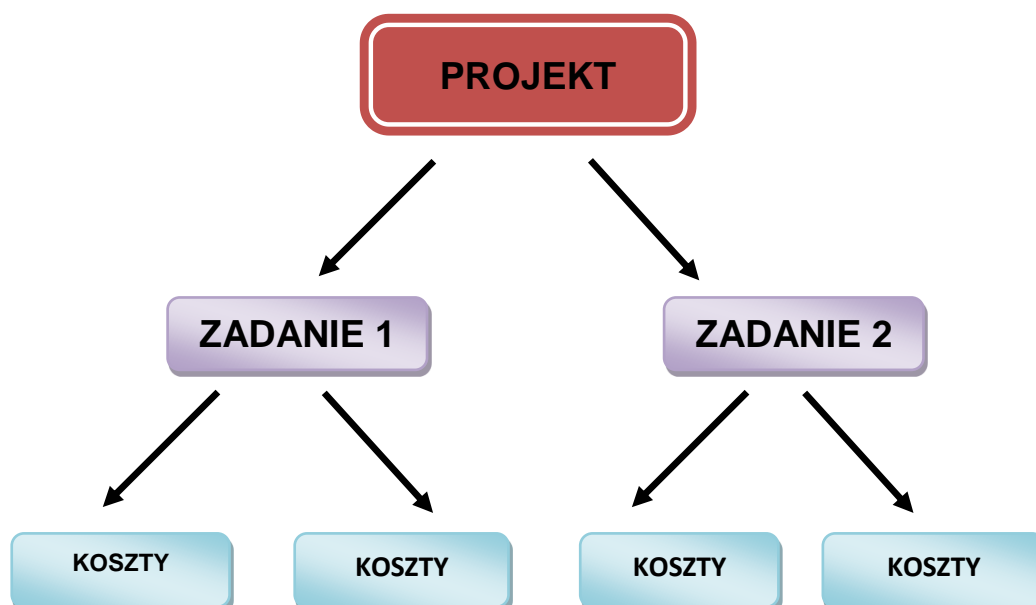 PROJEKT
ZADANIE 1
ZADANIE 2
KOSZTY
KOSZTY
KOSZTY
KOSZTY